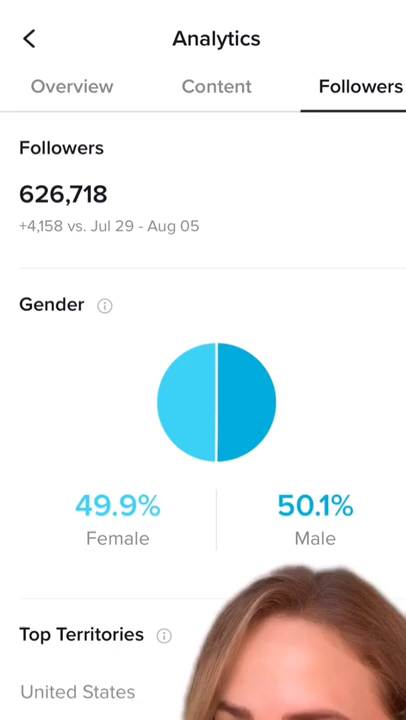 Analytics
Overview Content Followers
Followers
626,718
+4,158 vs. Jul 29 - Aug 05
Gender
49.9% 50.1%
Female Male
Top Territories
United States